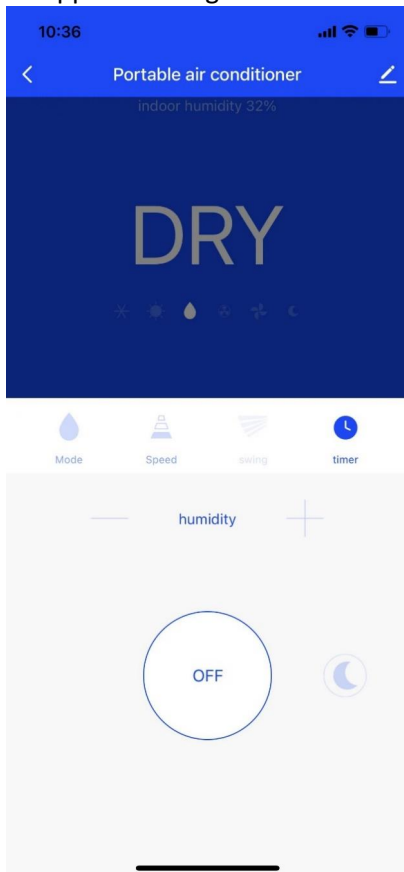 10:36
Portable air conditioner
indoor humidity 32%
DRY
Mode Speed swing timer
humidity
OFF